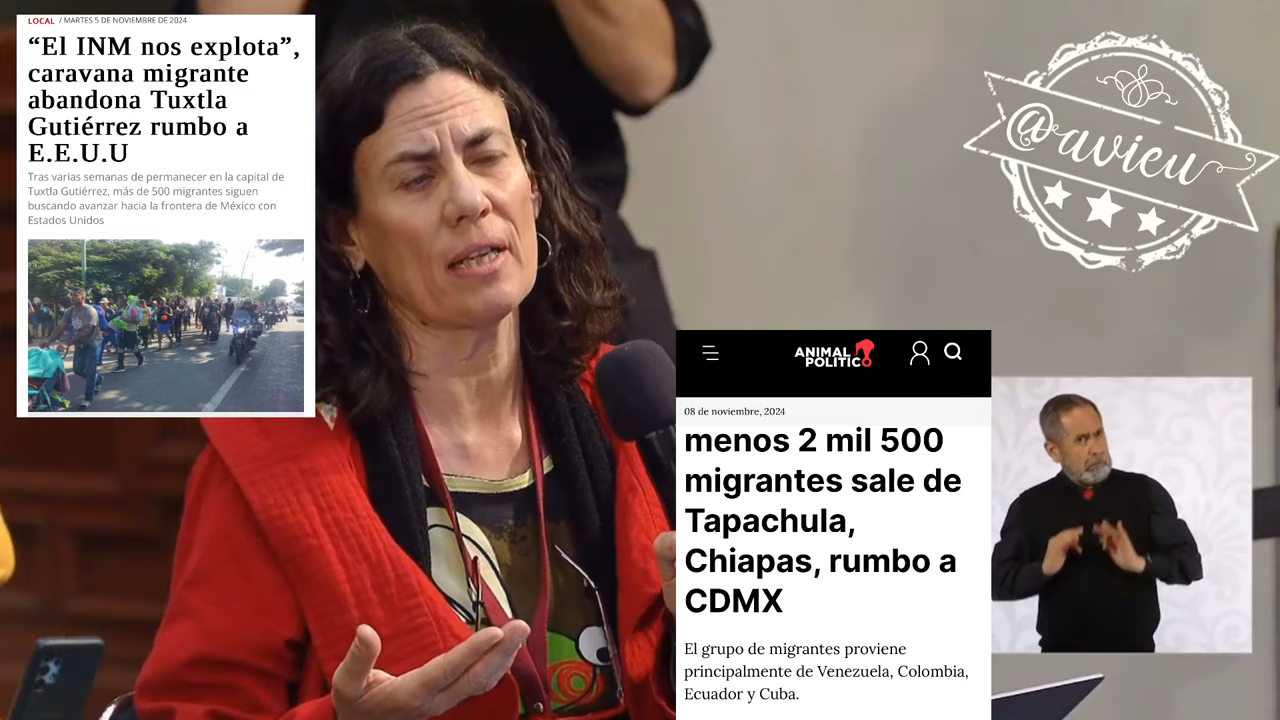 LOCAL / MARTES 5 DE NOVIEMBRE DE 2024
“El INM nos explota”,
caravana migrante
abandona Tuxtla
Gutiérrez rumbo a
E.E.U.U
Tras varias semanas de permanecer en la capital de
Tuxtla Gutiérrez, más de 500 migrantes siguen
buscando avanzar hacia la frontera de México con
Estados Unidos
@avieu
ANIMAL
POLITICO
08 de noviembre, 2024
menos 2 mil 500
migrantes sale de
Tapachula,
Chiapas, rumbo a
CDMX
El grupo de migrantes proviene
principalmente de Venezuela, Colombia,
Ecuador y Cuba.